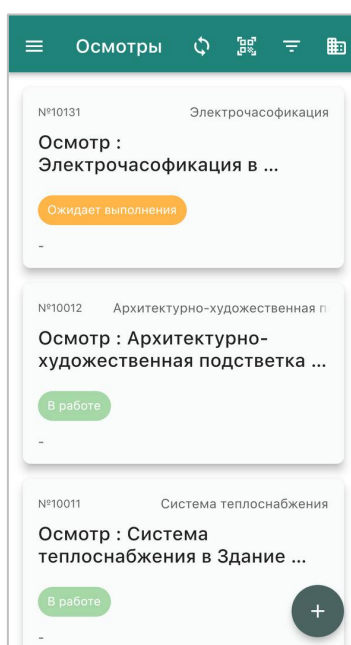 Осмотры
№10131 Электрочасофикация
Осмотр :
Электрочасофикация в ...
Ожидает выполнения
-
№10012 Архитектурно-художественная п
Осмотр : Архитектурно-
художественная подстветка ...
В работе
-
№10011 Система теплоснабжения
Осмотр : Система
теплоснабжения в Здание ...
В работе
+
-